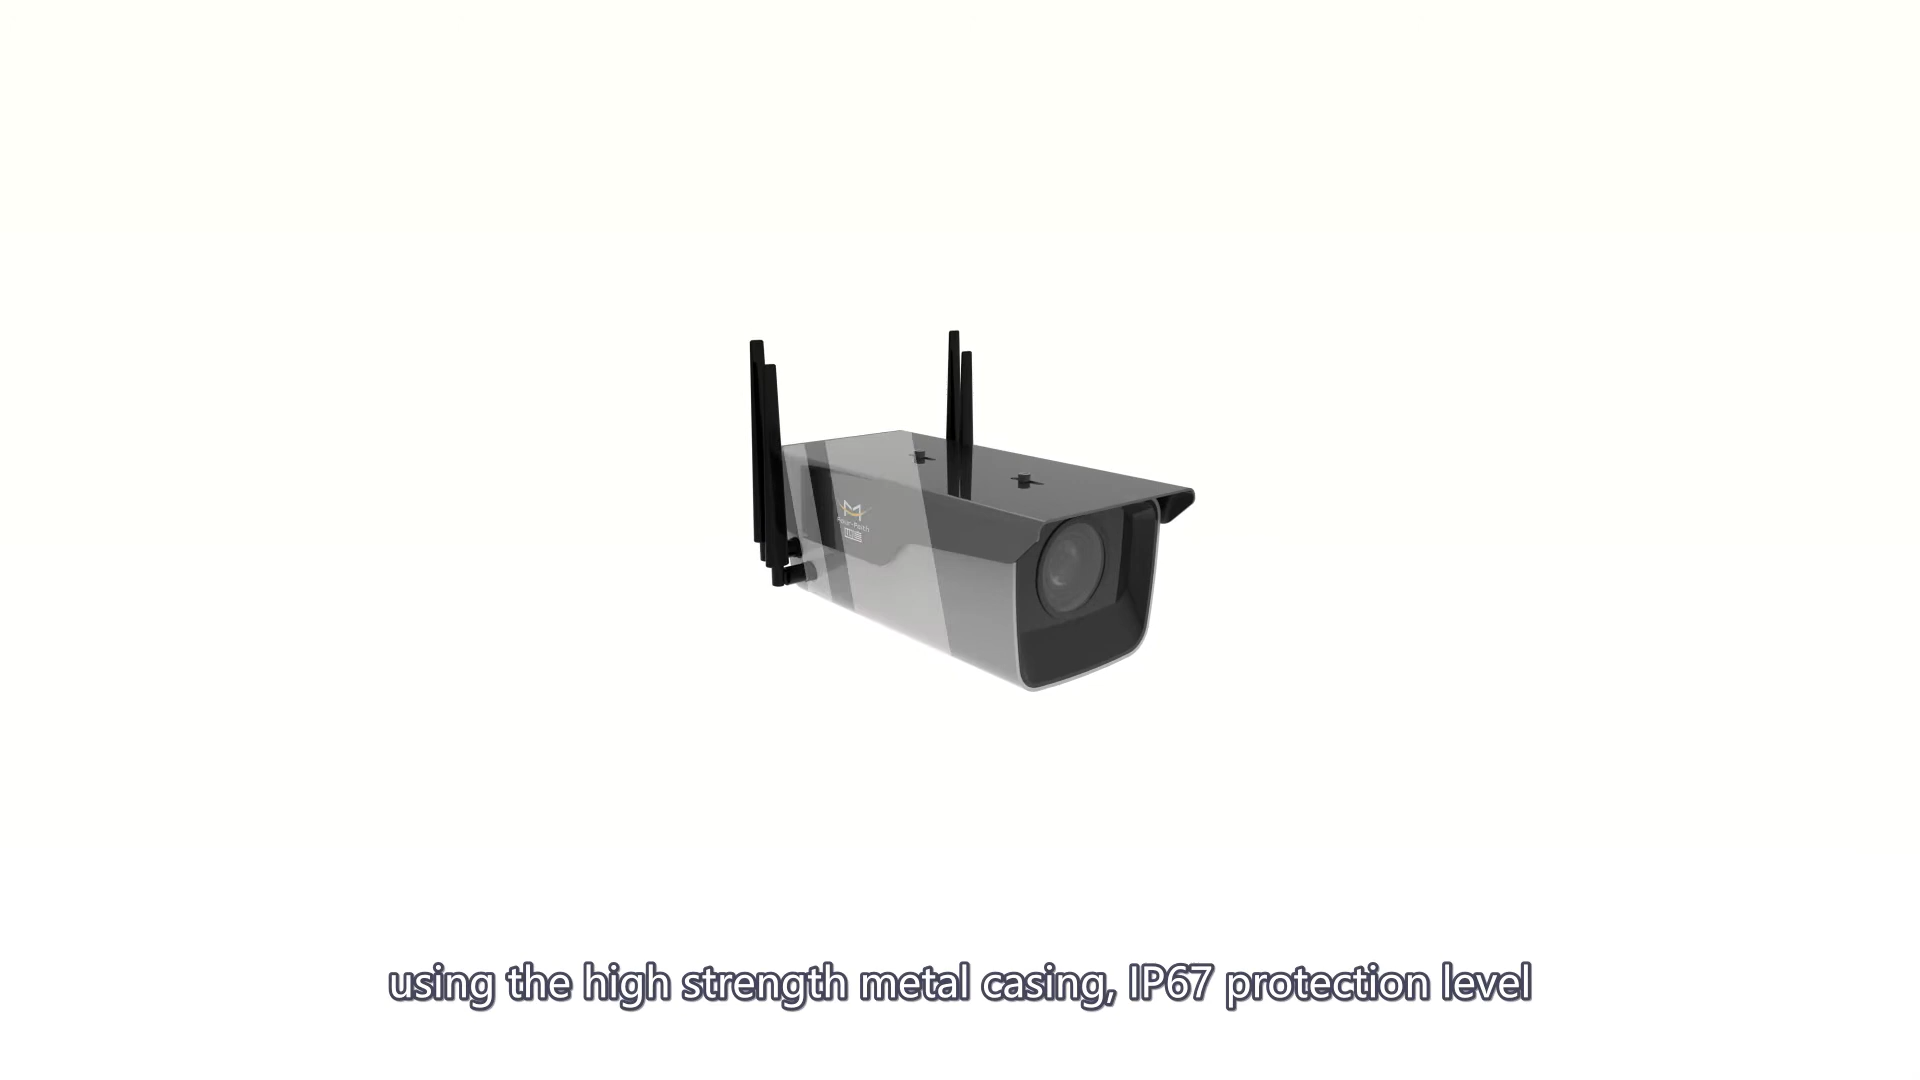 using the high strength metal casing, IP67 protection level